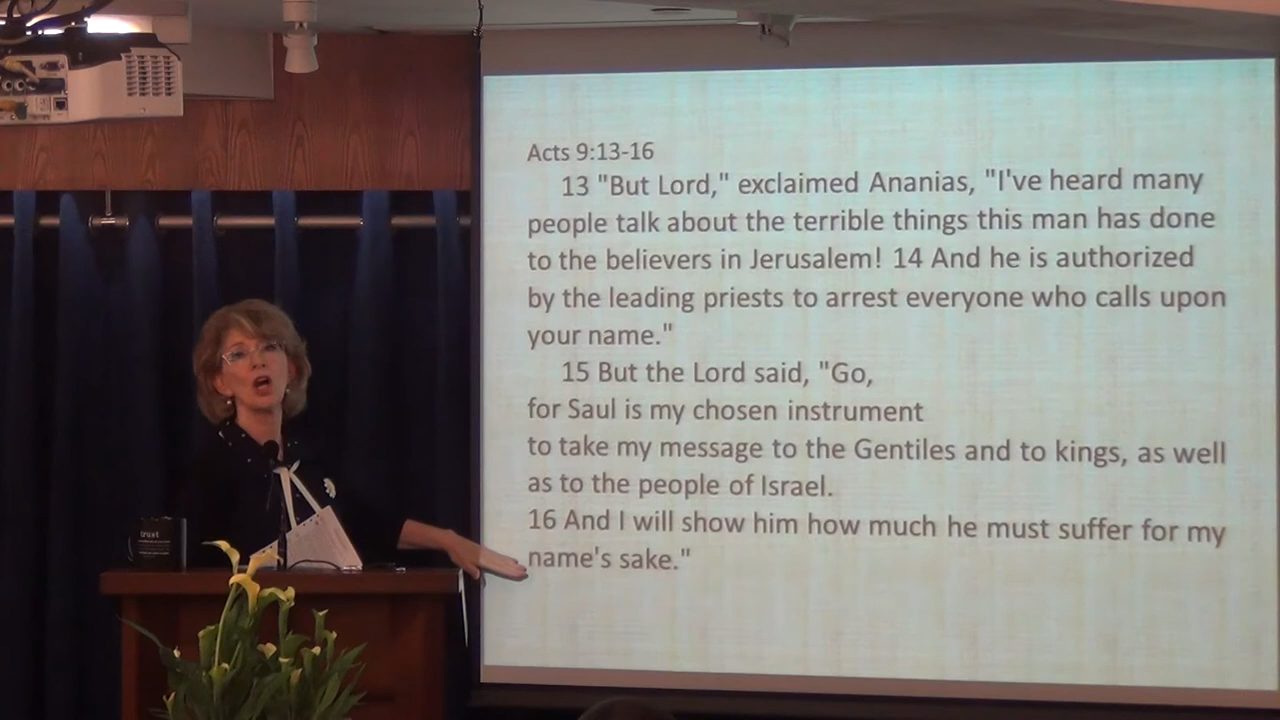 Acts 9:13-16
13 "But Lord," exclaimed Ananias, "I've heard many
people talk about the terrible things this man has done
to the believers in Jerusalem! 14 And he is authorized
by the leading priests to arrest everyone who calls upon
your name."
15 But the Lord said, "Go,
for Saul is my chosen instrument
to take my message to the Gentiles and to kings, as well
as to the people of Israel.
16 And I will show him how much he must suffer for my
name's sake."
trust